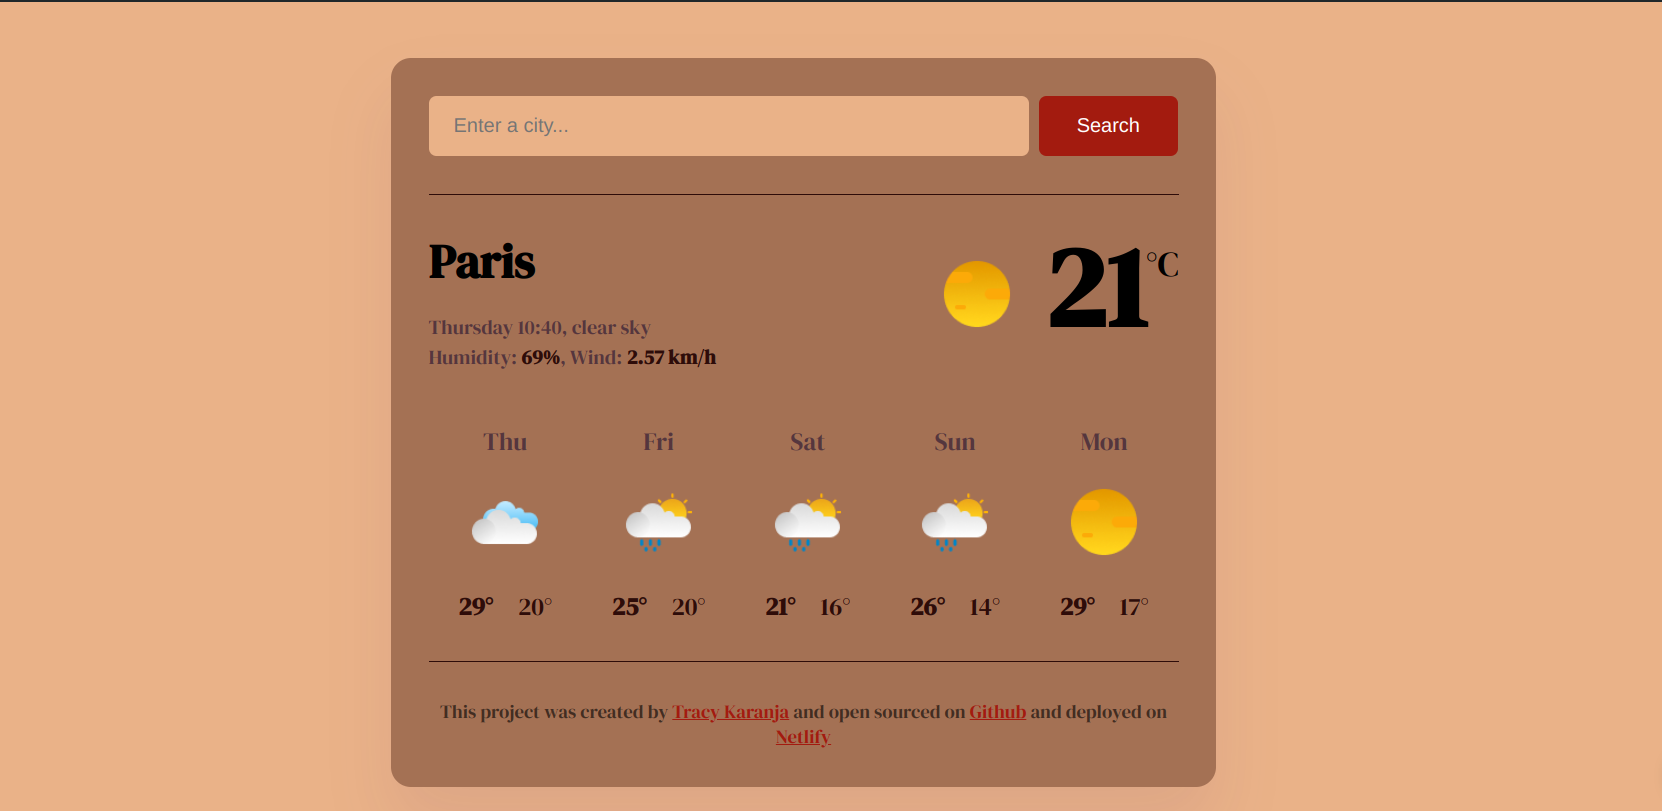 Enter a city...
Search
Paris
21°C
Thursday 10:40, clear sky
Humidity: 69%, Wind: 2.57 km/h
Thu Fri Sat Sun Mon
29° 20° 25° 20° 21° 16° 26° 14° 29° 17°
This project was created by Tracy Karanja and open sourced on Github and deployed on
Netlify